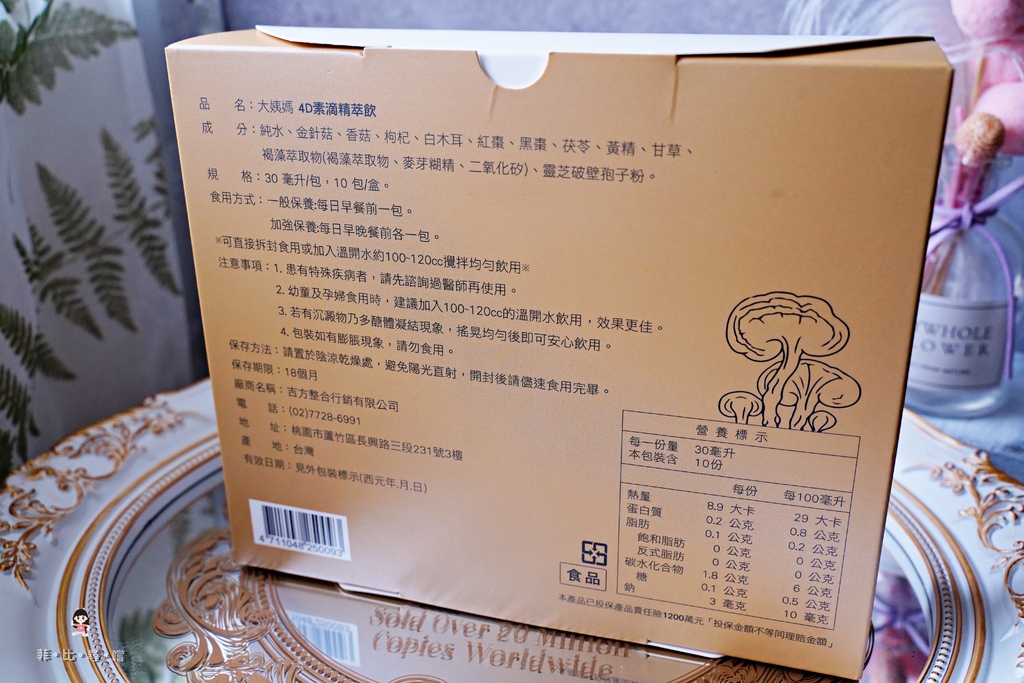 品　　名：大姨媽 4D素滴精萃飲
成　　分：純水、金針菇、香菇、枸杞、白木耳、紅棗、黑棗、茯苓、黃精、甘草、
褐藻萃取物(褐藻萃取物、麥芽糊精、二氧化矽)、靈芝破壁孢子粉。
規　　格：30 毫升/包，10 包/盒。
食用方式：一般保養:每日早餐前一包。
加強保養:每日早晚餐前各一包。
※可直接拆封食用或加入溫開水約100~120cc攪拌均勻飲用※
注意事項：1. 患有特殊疾病者，請先諮詢過醫師再使用。
2. 幼童及孕婦食用時，建議加入100~120cc的溫開水飲用，效果更佳。
3. 若有沉澱物乃多醣體凝結現象，搖晃均勻後即可安心飲用。
4. 包裝如有膨脹現象，請勿食用。
保存方法：請置於陰涼乾燥處，避免陽光直射，開封後請儘速食用完畢。
保存期限：18個月
廠商名稱：吉方整合行銷有限公司
電　　話：(02)7728-6991
地　　址：桃園市蘆竹區長興路三段231號3樓
產　　地：台灣
有效日期：見外包裝標示(西元年,月,日)
4 711048 250093
食品
營養標示
每一份量 30毫升
本包裝含 10份
每份 每100毫升
熱量 8.9 大卡 29 大卡
蛋白質 0.2 公克 0.8 公克
脂肪 0.1 公克 0.2 公克
飽和脂肪 0 公克 0 公克
反式脂肪 0 公克 0 公克
碳水化合物 1.8 公克 6 公克
糖 0.1 公克 0.5 公克
鈉 3 毫克 10 毫克
本產品已投保產品責任險1200萬元「投保金額不等同理賠金額」
Sold Over 20 Million
Copies Worldwide
WHOLE
菲·比·